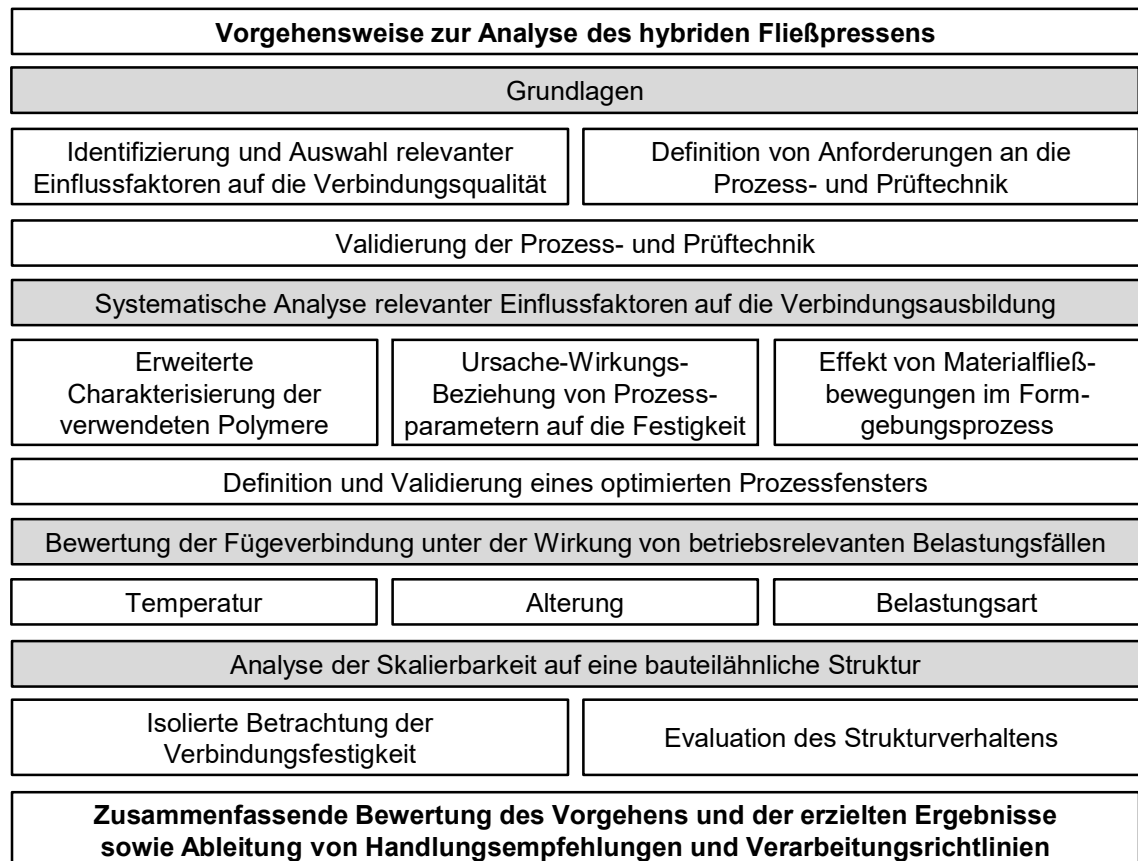 Vorgehensweise zur Analyse des hybriden Fließpressens
Grundlagen
Identifizierung und Auswahl relevanter
Einflussfaktoren auf die Verbindungsqualität
Definition von Anforderungen an die
Prozess- und Prüftechnik
Validierung der Prozess- und Prüftechnik
Systematische Analyse relevanter Einflussfaktoren auf die Verbindungsausbildung
Erweiterte
Charakterisierung der
verwendeten Polymere
Ursache-Wirkungs-
Beziehung von Prozess-
parametern auf die Festigkeit
Effekt von Materialfließ-
bewegungen im Form-
gebungsprozess
Definition und Validierung eines optimierten Prozessfensters
Bewertung der Fügeverbindung unter der Wirkung von betriebsrelevanten Belastungsfällen
Temperatur
Alterung
Belastungsart
Analyse der Skalierbarkeit auf eine bauteilähnliche Struktur
Isolierte Betrachtung der
Verbindungsfestigkeit
Evaluation des Strukturverhaltens
Zusammenfassende Bewertung des Vorgehens und der erzielten Ergebnisse
sowie Ableitung von Handlungsempfehlungen und Verarbeitungsrichtlinien